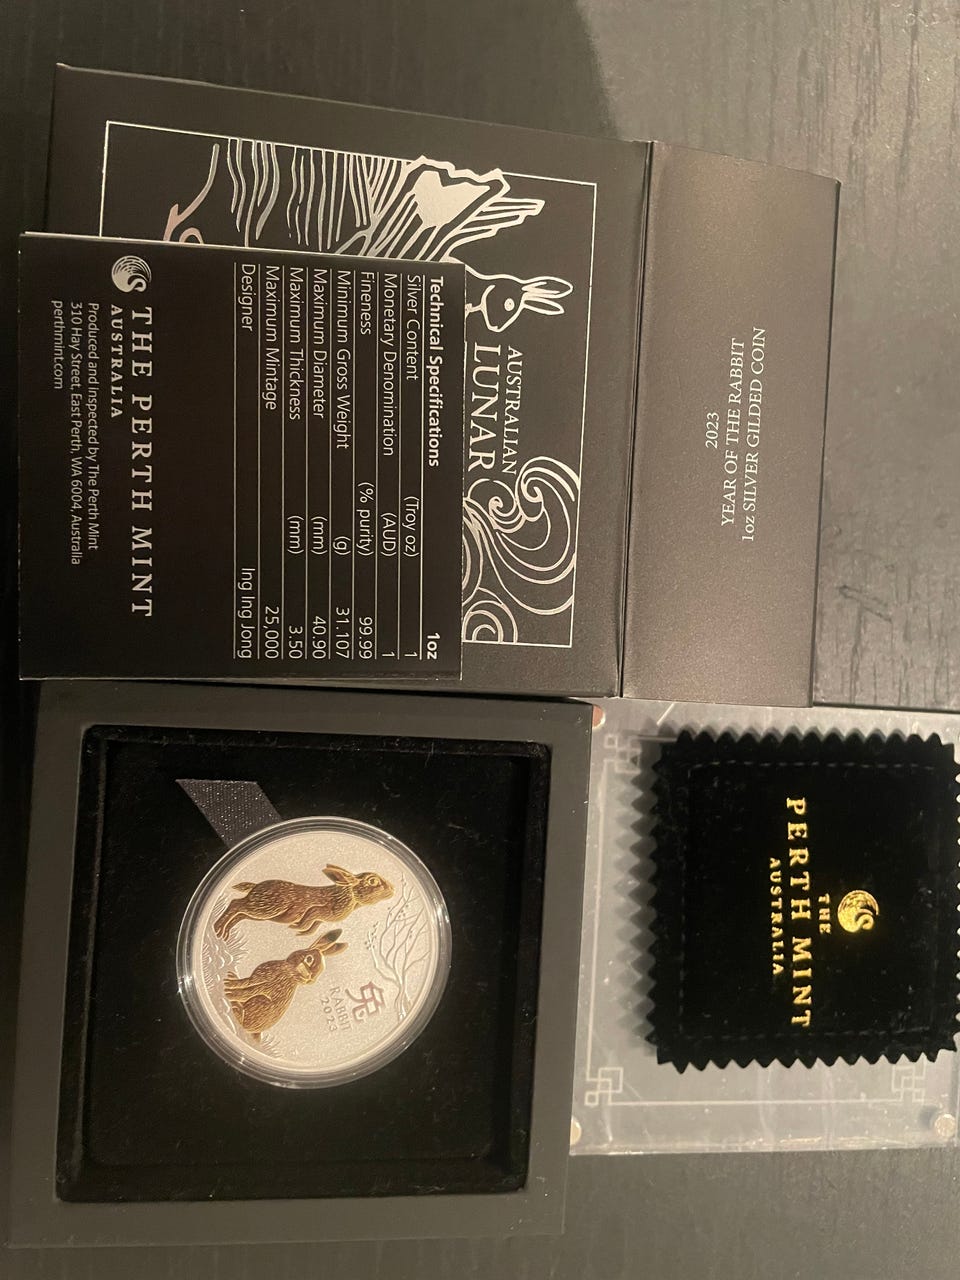 2023
YEAR OF THE RABBIT
1oz SILVER GILDED COIN
AUSTRALIAN
LUNAR
Technical Specifications 1oz
Silver Content (Troy oz) 1
Monetary Denomination (AUD) 1
Fineness (% purity) 99.99
Minimum Gross Weight (g) 31.107
Maximum Diameter (mm) 40.90
Maximum Thickness (mm) 3.50
Maximum Mintage 25,000
Designer Ing Ing Jong
THE PERTH MINT
AUSTRALIA
Produced and Inspected by The Perth Mint
310 Hay Street, East Perth, WA 6004, Australia
perthmint.com
兔
RABBIT
2023
THE
PERTH MINT
AUSTRALIA